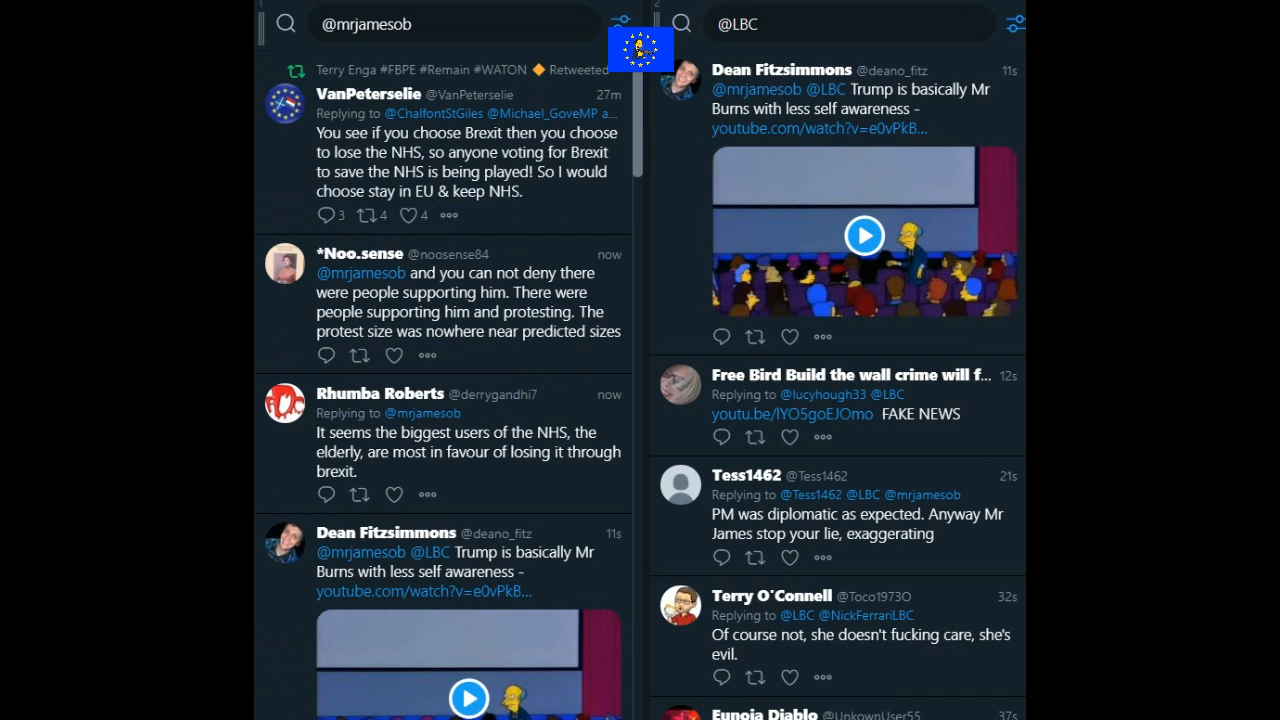 1
@mrjamesob
Terry Enga #FBPE #Remain #WATON 🔶 Retweeted
VanPeterselie @VanPeterselie 27m
Replying to @ChalfontStGiles @Michael_GoveMP a...
You see if you choose Brexit then you choose
to lose the NHS, so anyone voting for Brexit
to save the NHS is being played! So I would
choose stay in EU & keep NHS.
3 4 4
*Noo.sense @noosense84 now
@mrjamesob and you can not deny there
were people supporting him. There were
people supporting him and protesting. The
protest size was nowhere near predicted sizes
Rhumba Roberts @derrygandhi7 now
Replying to @mrjamesob
It seems the biggest users of the NHS, the
elderly, are most in favour of losing it through
brexit.
Dean Fitzsimmons @deano_fitz 11s
@mrjamesob @LBC Trump is basically Mr
Burns with less self awareness -
youtube.com/watch?v=e0vPkB...
2
@LBC
Dean Fitzsimmons @deano_fitz 11s
@mrjamesob @LBC Trump is basically Mr
Burns with less self awareness -
youtube.com/watch?v=e0vPkB...
Free Bird Build the wall crime will f... 12s
Replying to @lucyhough33 @LBC
youtu.be/lYO5goEJOmo FAKE NEWS
Tess1462 @Tess1462 21s
Replying to @Tess1462 @LBC @mrjamesob
PM was diplomatic as expected. Anyway Mr
James stop your lie, exaggerating
Terry O'Connell @Toco1973O 32s
Replying to @LBC @NickFerrariLBC
Of course not, she doesn't fucking care, she's
evil.
Eunoia Diablo @UnkownUser55 37s